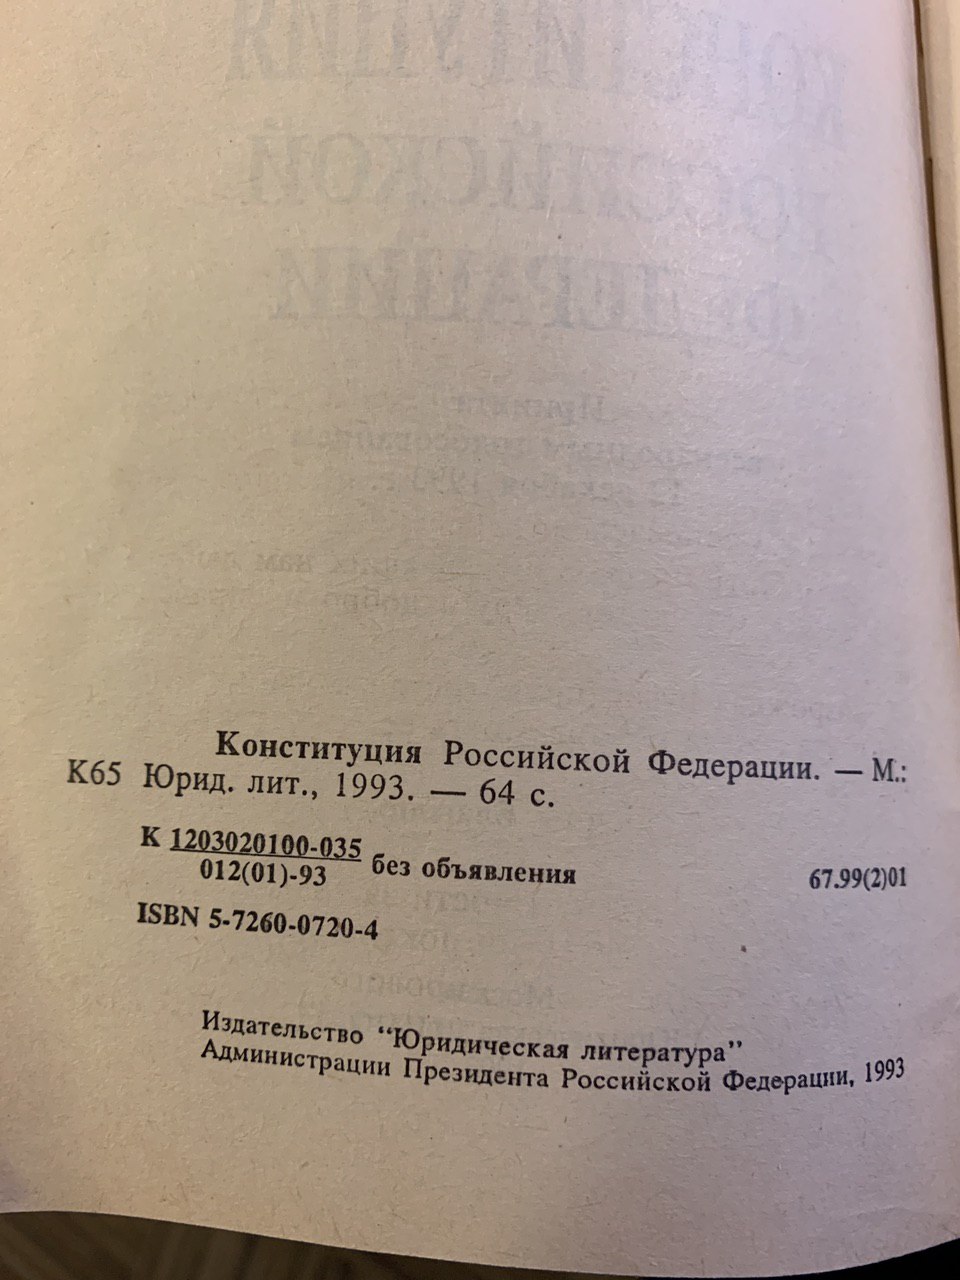 Конституция Российской Федерации. — М.:
К65 Юрид. лит., 1993. — 64 с.
К 1203020100-035
012(01)-93
без объявления
67.99(2)01
ISBN 5-7260-0720-4
Издательство "Юридическая литература"
Администрации Президента Российской Федерации, 1993